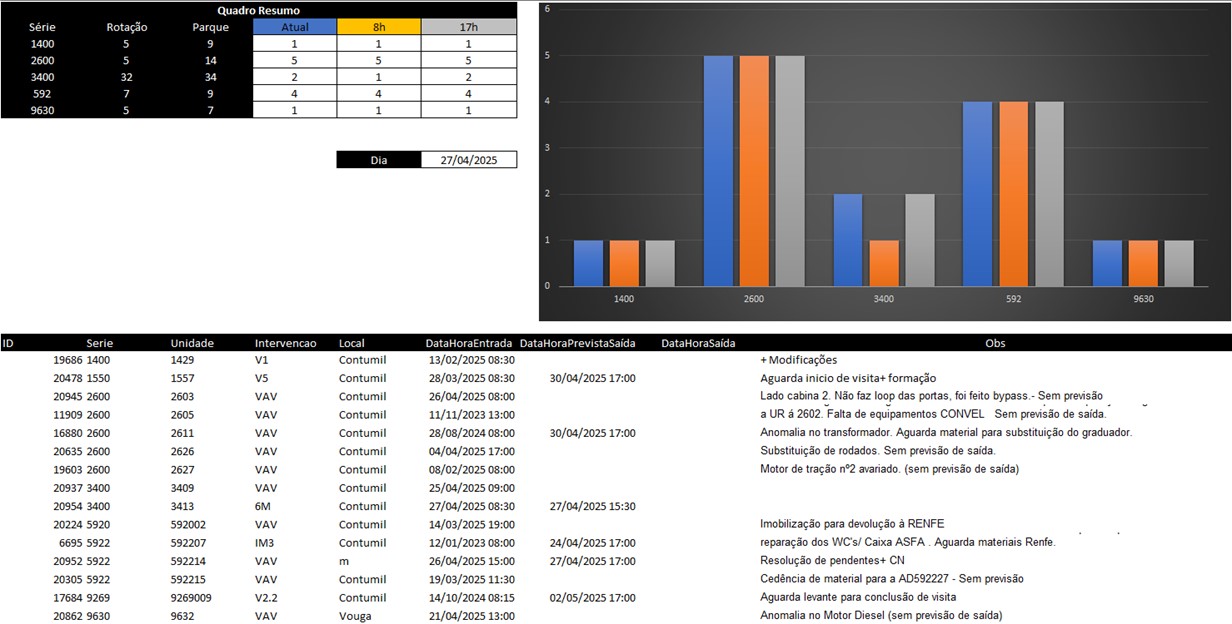 Quadro Resumo
Série Rotação Parque Atual 8h 17h
1400 5 9 1 1 1
2600 5 14 5 5 5
3400 32 34 2 1 2
592 7 9 4 4 4
9630 5 7 1 1 1
Dia 27/04/2025
6
5
4
3
2
1
0
1400 2600 3400 592 9630
ID Serie Unidade Intervencao Local DataHoraEntrada DataHoraPrevistaSaída DataHoraSaída Obs
19686 1400 1429 V1 Contumil 13/02/2025 08:30 + Modificações
20478 1550 1557 V5 Contumil 28/03/2025 08:30 30/04/2025 17:00 Aguarda inicio de visita+ formação
20945 2600 2603 VAV Contumil 26/04/2025 08:00 Lado cabina 2. Não faz loop das portas, foi feito bypass.- Sem previsão
11909 2600 2605 VAV Contumil 11/11/2023 13:00 a UR á 2602. Falta de equipamentos CONVEL Sem previsão de saída.
16880 2600 2611 VAV Contumil 28/08/2024 08:00 30/04/2025 17:00 Anomalia no transformador. Aguarda material para substituição do graduador.
20635 2600 2626 VAV Contumil 04/04/2025 17:00 Substituição de rodados. Sem previsão de saída.
19603 2600 2627 VAV Contumil 08/02/2025 08:00 Motor de tração nº2 avariado. (sem previsão de saída)
20937 3400 3409 VAV Contumil 25/04/2025 09:00
20954 3400 3413 6M Contumil 27/04/2025 08:30 27/04/2025 15:30
20224 5920 592002 VAV Contumil 14/03/2025 19:00 Imobilização para devolução à RENFE
6695 5922 592207 IM3 Contumil 12/01/2023 08:00 24/04/2025 17:00 reparação dos WC's/ Caixa ASFA . Aguarda materiais Renfe.
20952 5922 592214 VAV m 26/04/2025 15:00 27/04/2025 17:00 Resolução de pendentes+ CN
20305 5922 592215 VAV Contumil 19/03/2025 11:30 Cedência de material para a AD592227 - Sem previsão
17684 9269 9269009 V2.2 Contumil 14/10/2024 08:15 02/05/2025 17:00 Aguarda levante para conclusão de visita
20862 9630 9632 VAV Vouga 21/04/2025 13:00 Anomalia no Motor Diesel (sem previsão de saída)